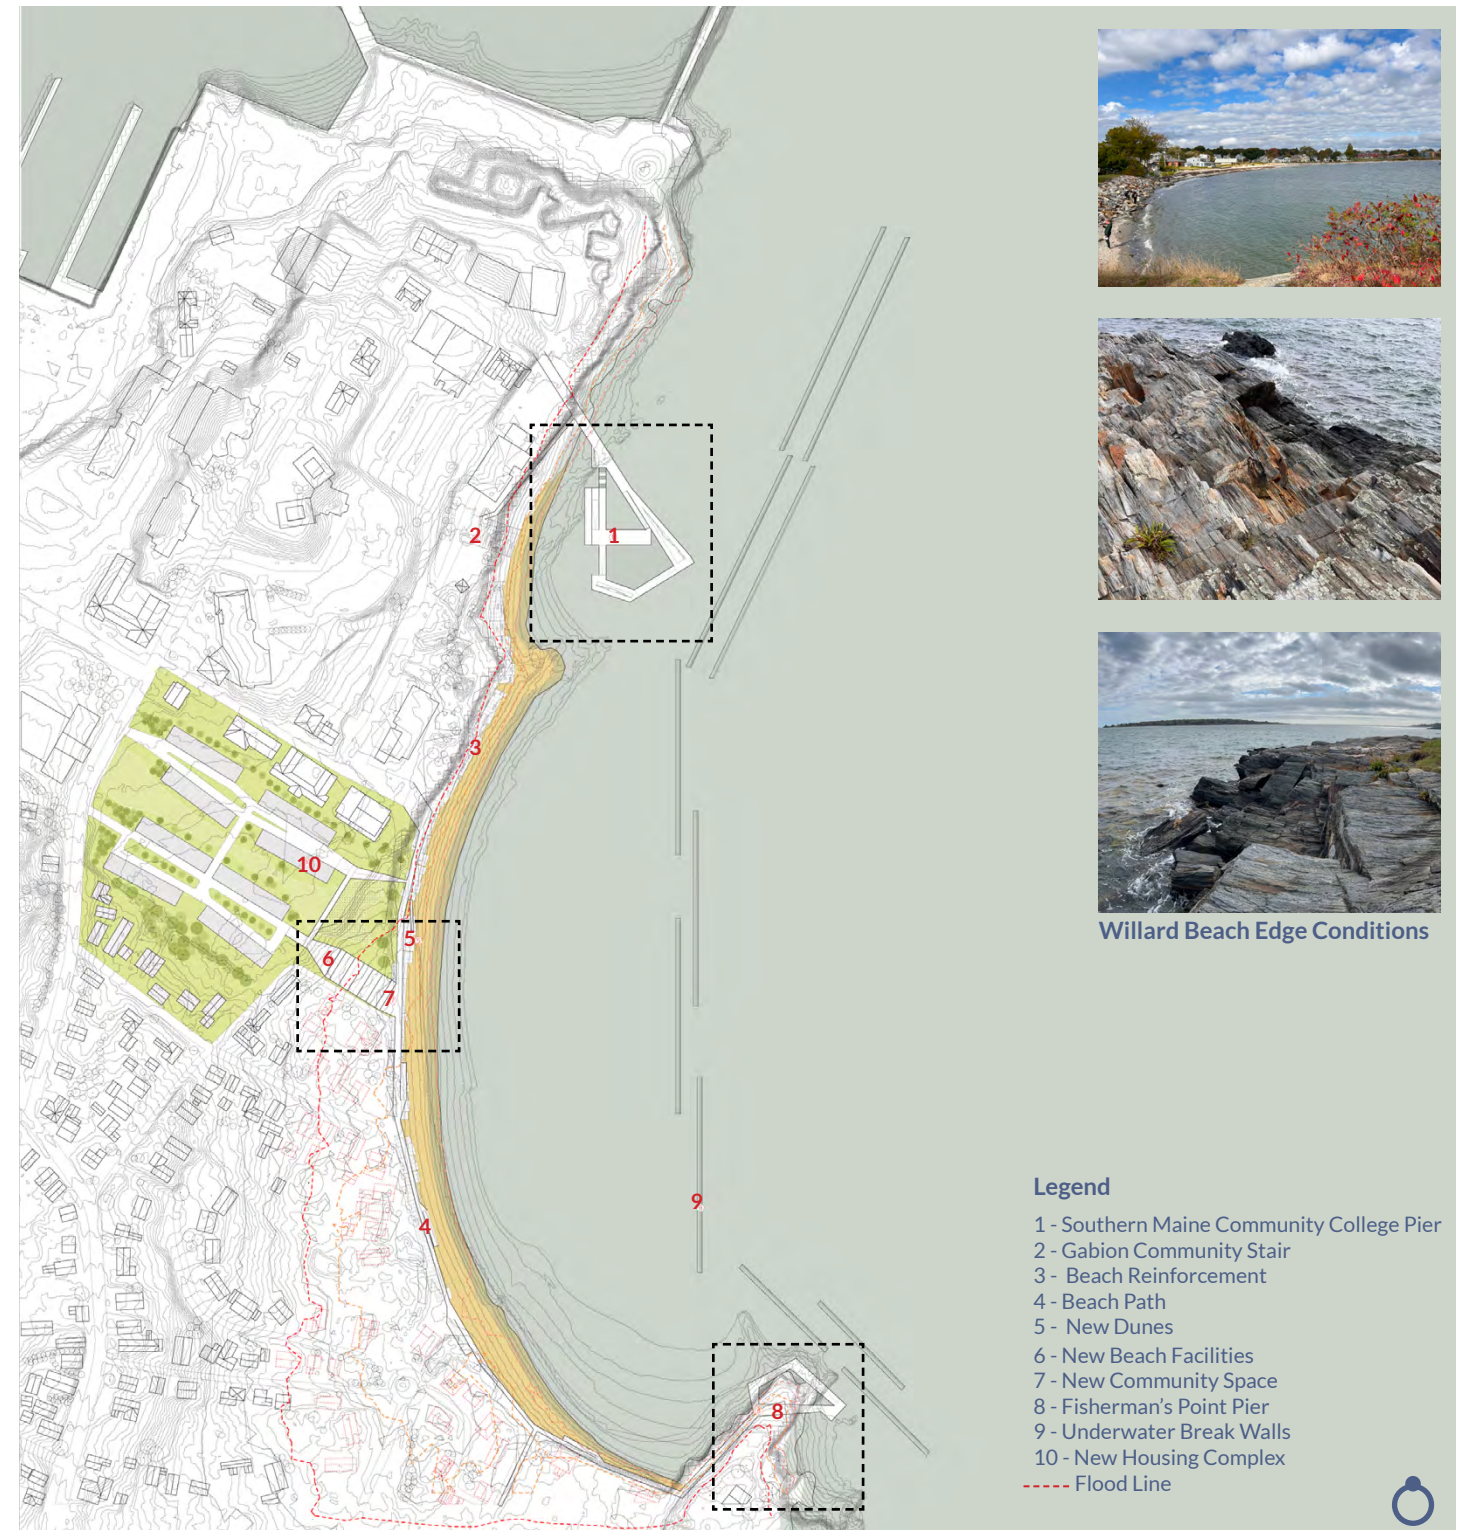 1
2
3
10
5
6
7
9
4
8
Willard Beach Edge Conditions
Legend
1 - Southern Maine Community College Pier
2 - Gabion Community Stair
3 - Beach Reinforcement
4 - Beach Path
5 - New Dunes
6 - New Beach Facilities
7 - New Community Space
8 - Fisherman's Point Pier
9 - Underwater Break Walls
10 - New Housing Complex
Flood Line